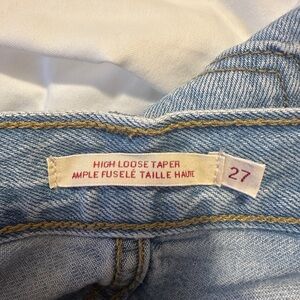 HIGH LOOSE TAPER
AMPLE FUSELÉ TAILLE HAUTE
27